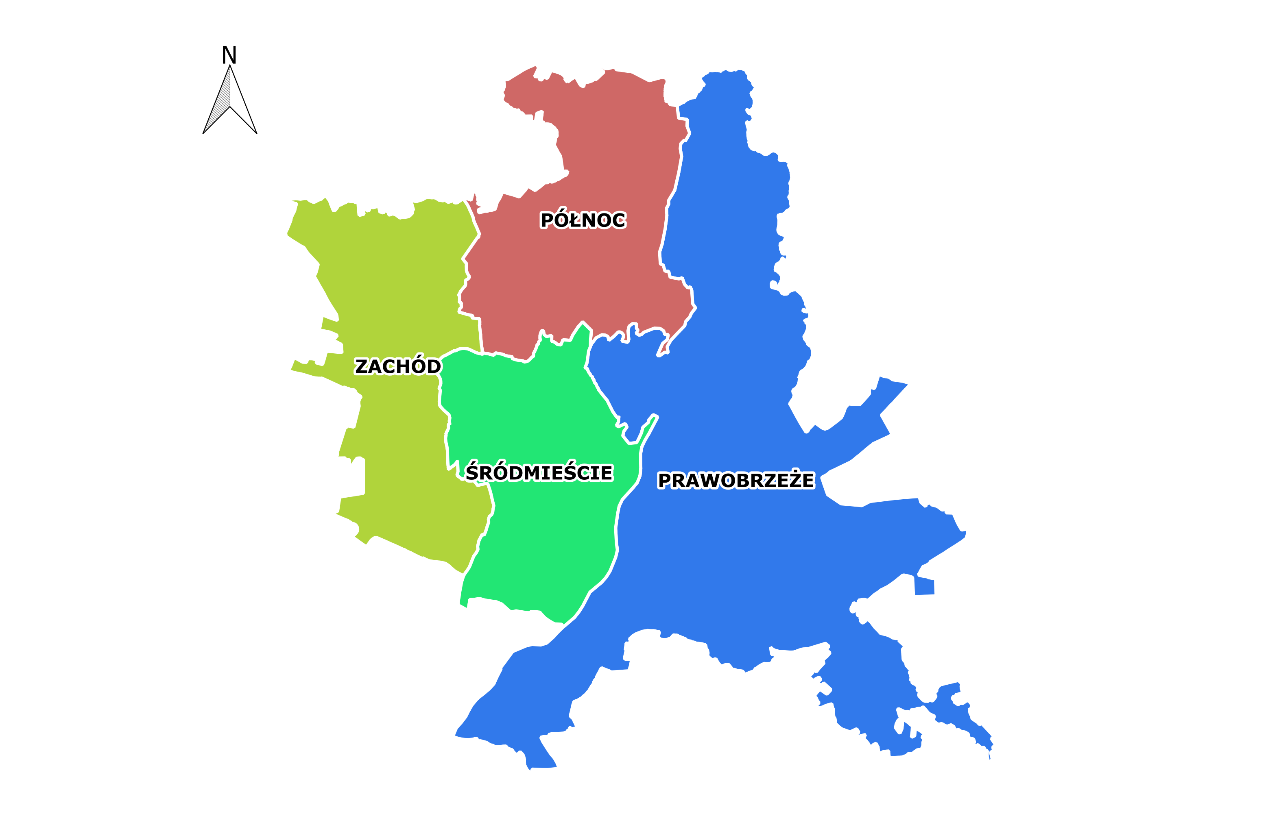 N
PÓŁNOC
ZACHÓD
ŚRÓDMIEŚCIE
PRAWOBRZEŻE